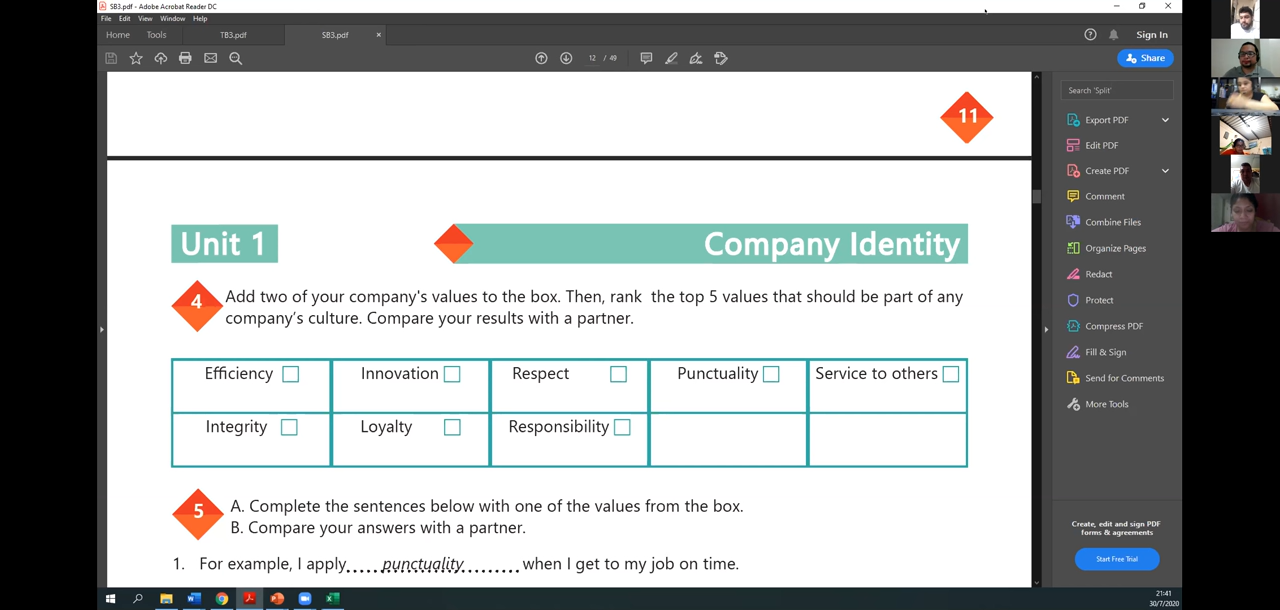 SB3.pdf - Adobe Acrobat Reader DC
File Edit View Window Help
Home Tools TB3.pdf SB3.pdf × Sign In
12 / 49 Share
11
Search 'Split'
Export PDF
Edit PDF
Create PDF
Comment
Combine Files
Organize Pages
Redact
Protect
Compress PDF
Fill & Sign
Send for Comments
More Tools
Create, edit and sign PDF
forms & agreements
Start Free Trial
Unit 1 Company Identity
4 Add two of your company's values to the box. Then, rank the top 5 values that should be part of any
company's culture. Compare your results with a partner.
Efficiency Innovation Respect Punctuality Service to others
Integrity Loyalty Responsibility
5 A. Complete the sentences below with one of the values from the box.
B. Compare your answers with a partner.
1. For example, I apply......punctuality.........when I get to my job on time.
21:41
30/7/2020